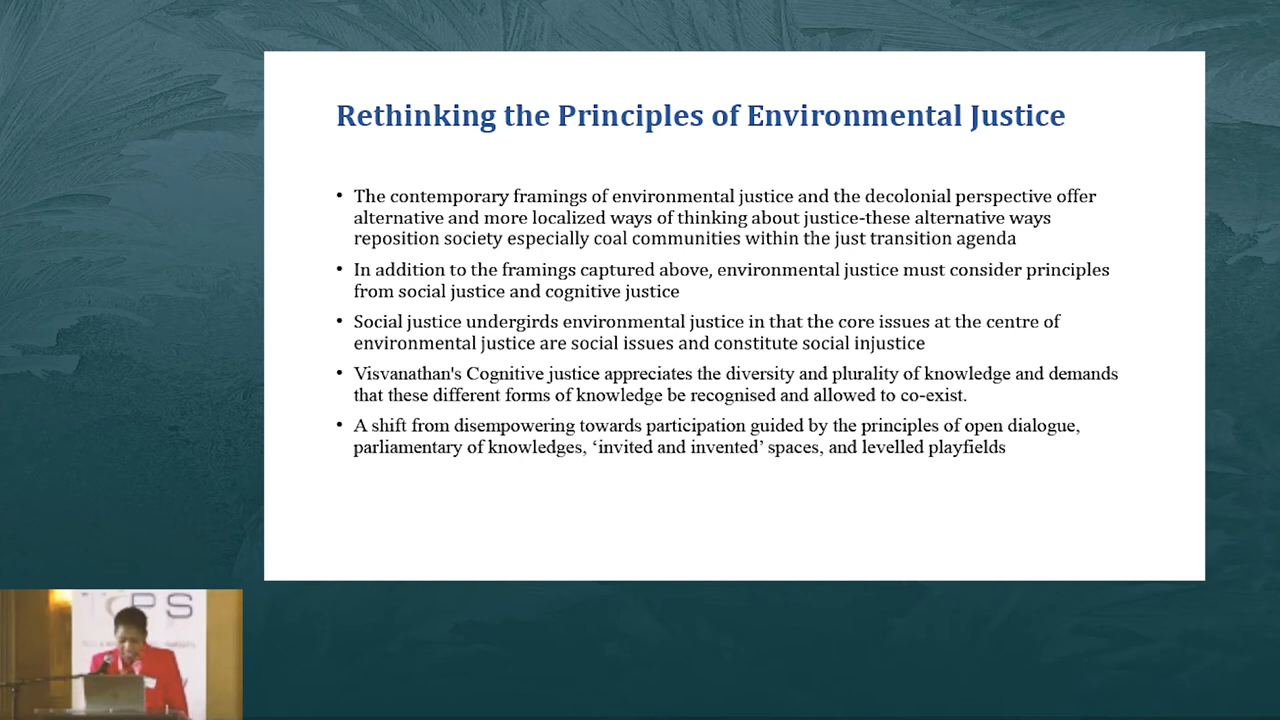 Rethinking the Principles of Environmental Justice
• The contemporary framings of environmental justice and the decolonial perspective offer
alternative and more localized ways of thinking about justice-these alternative ways
reposition society especially coal communities within the just transition agenda
• In addition to the framings captured above, environmental justice must consider principles
from social justice and cognitive justice
• Social justice undergirds environmental justice in that the core issues at the centre of
environmental justice are social issues and constitute social injustice
• Visvanathan's Cognitive justice appreciates the diversity and plurality of knowledge and demands
that these different forms of knowledge be recognised and allowed to co-exist.
• A shift from disempowering towards participation guided by the principles of open dialogue,
parliamentary of knowledges, ‘invited and invented’ spaces, and levelled playfields